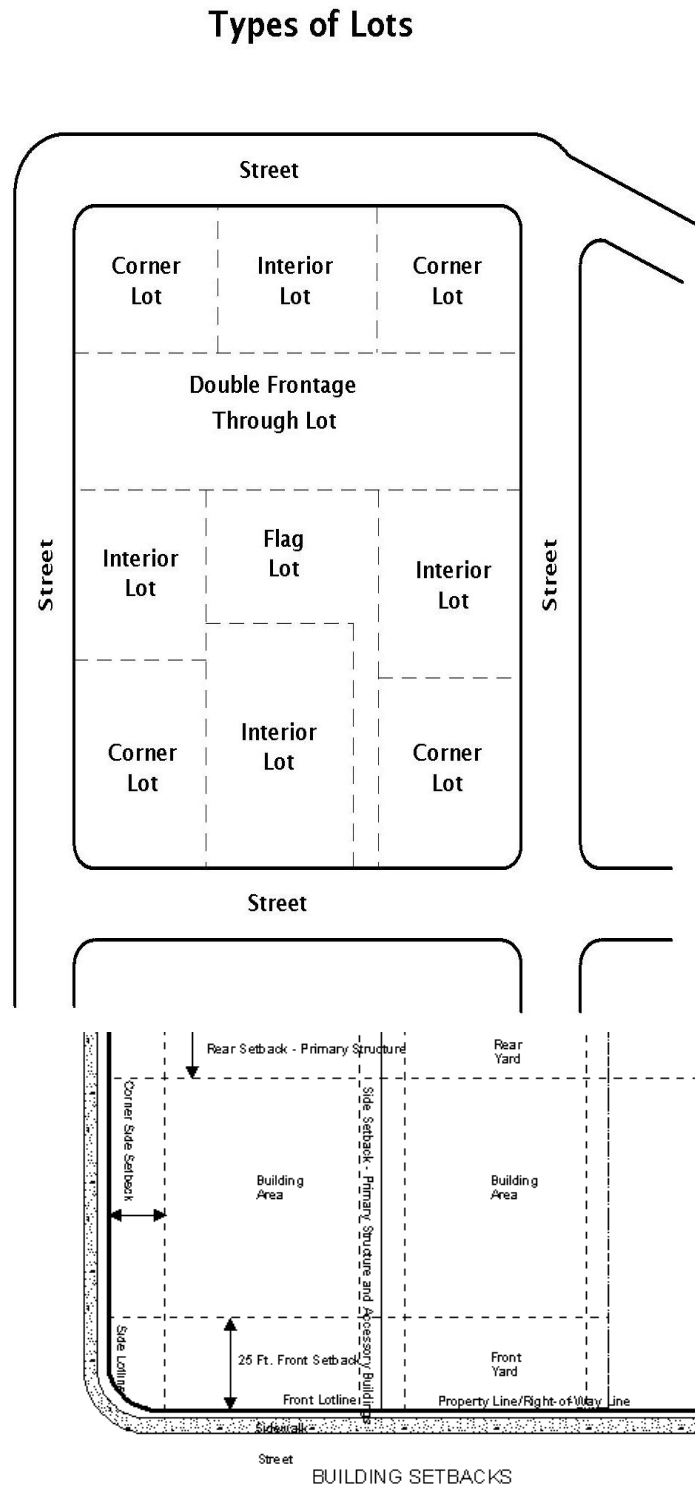 Types of Lots
Street
Corner
Lot
Interior
Lot
Corner
Lot
Double Frontage
Through Lot
Street
Interior
Lot
Flag
Lot
Interior
Lot
Street
Corner
Lot
Interior
Lot
Corner
Lot
Street
Rear Setback - Primary Structure
Rear
Yard
Corner Side Setback
Building
Area
Side Setback - Primary Structure and Accessory Buildings
Building
Area
Side Lotline
25 Ft. Front Setback
Front
Yard
Front Lotline
Property Line/Right-of-Way Line
Sidewalk
Street
BUILDING SETBACKS